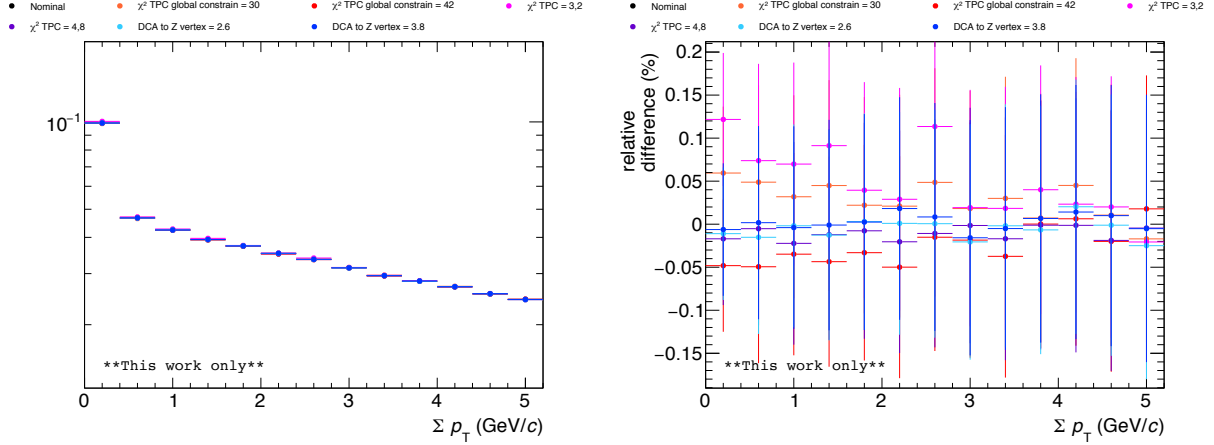 Nominal χ² TPC global constrain = 30 χ² TPC global constrain = 42 χ² TPC = 3,2
χ² TPC = 4,8 DCA to Z vertex = 2.6 DCA to Z vertex = 3.8
10⁻¹
**This work only**
0 1 2 3 4 5
Σ p_T (GeV/c)
Nominal χ² TPC global constrain = 30 χ² TPC global constrain = 42 χ² TPC = 3,2
χ² TPC = 4,8 DCA to Z vertex = 2.6 DCA to Z vertex = 3.8
relative
difference (%)
0.2
0.15
0.1
0.05
0
−0.05
−0.1
−0.15
**This work only**
0 1 2 3 4 5
Σ p_T (GeV/c)